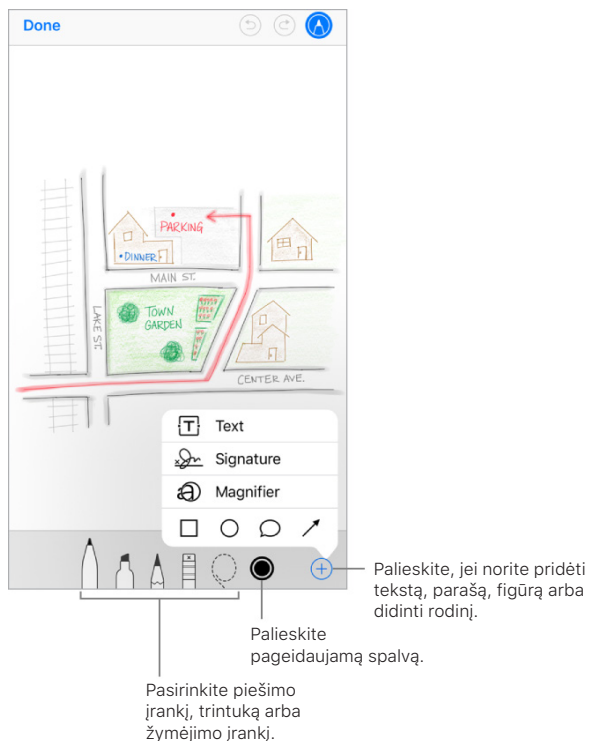 Done
PARKING
•DINNER
MAIN ST.
LAKE ST.
TOWN
GARDEN
CENTER AVE.
T Text
Signature
Magnifier
Palieskite, jei norite pridėti
tekstą, parašą, figūrą arba
didinti rodinį.
Palieskite
pageidaujamą spalvą.
Pasirinkite piešimo
įrankį, trintuką arba
žymėjimo įrankį.